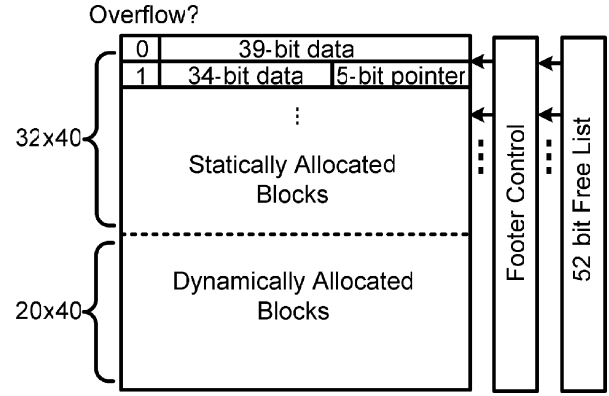 Overflow?
0 39-bit data
1 34-bit data 5-bit pointer
32x40
Statically Allocated
Blocks
20x40
Dynamically Allocated
Blocks
Footer Control
52 bit Free List